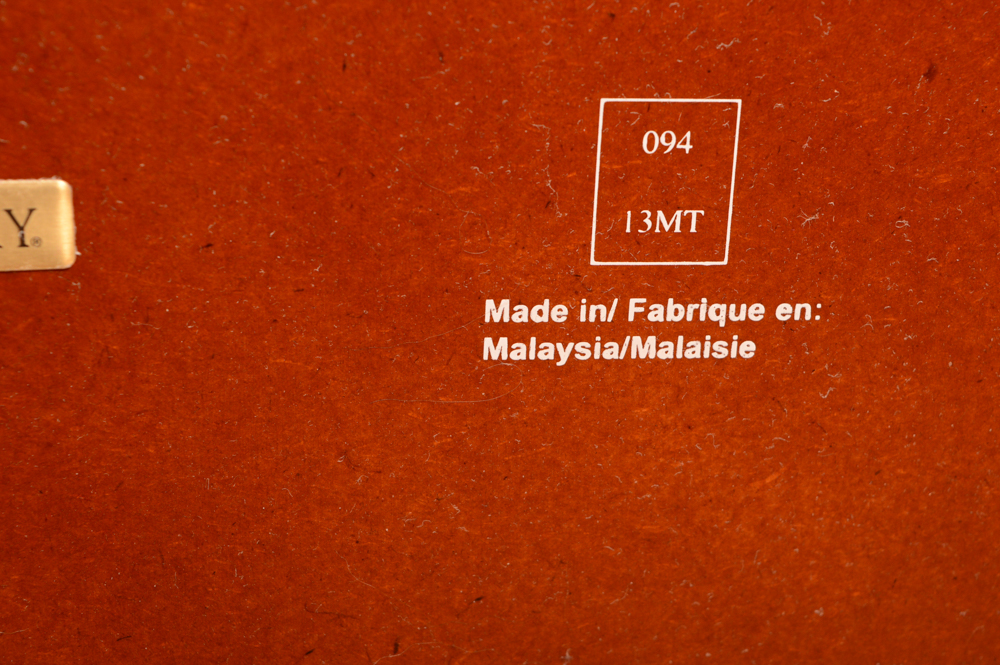 094
13MT
Y®
Made in/ Fabrique en:
Malaysia/Malaisie